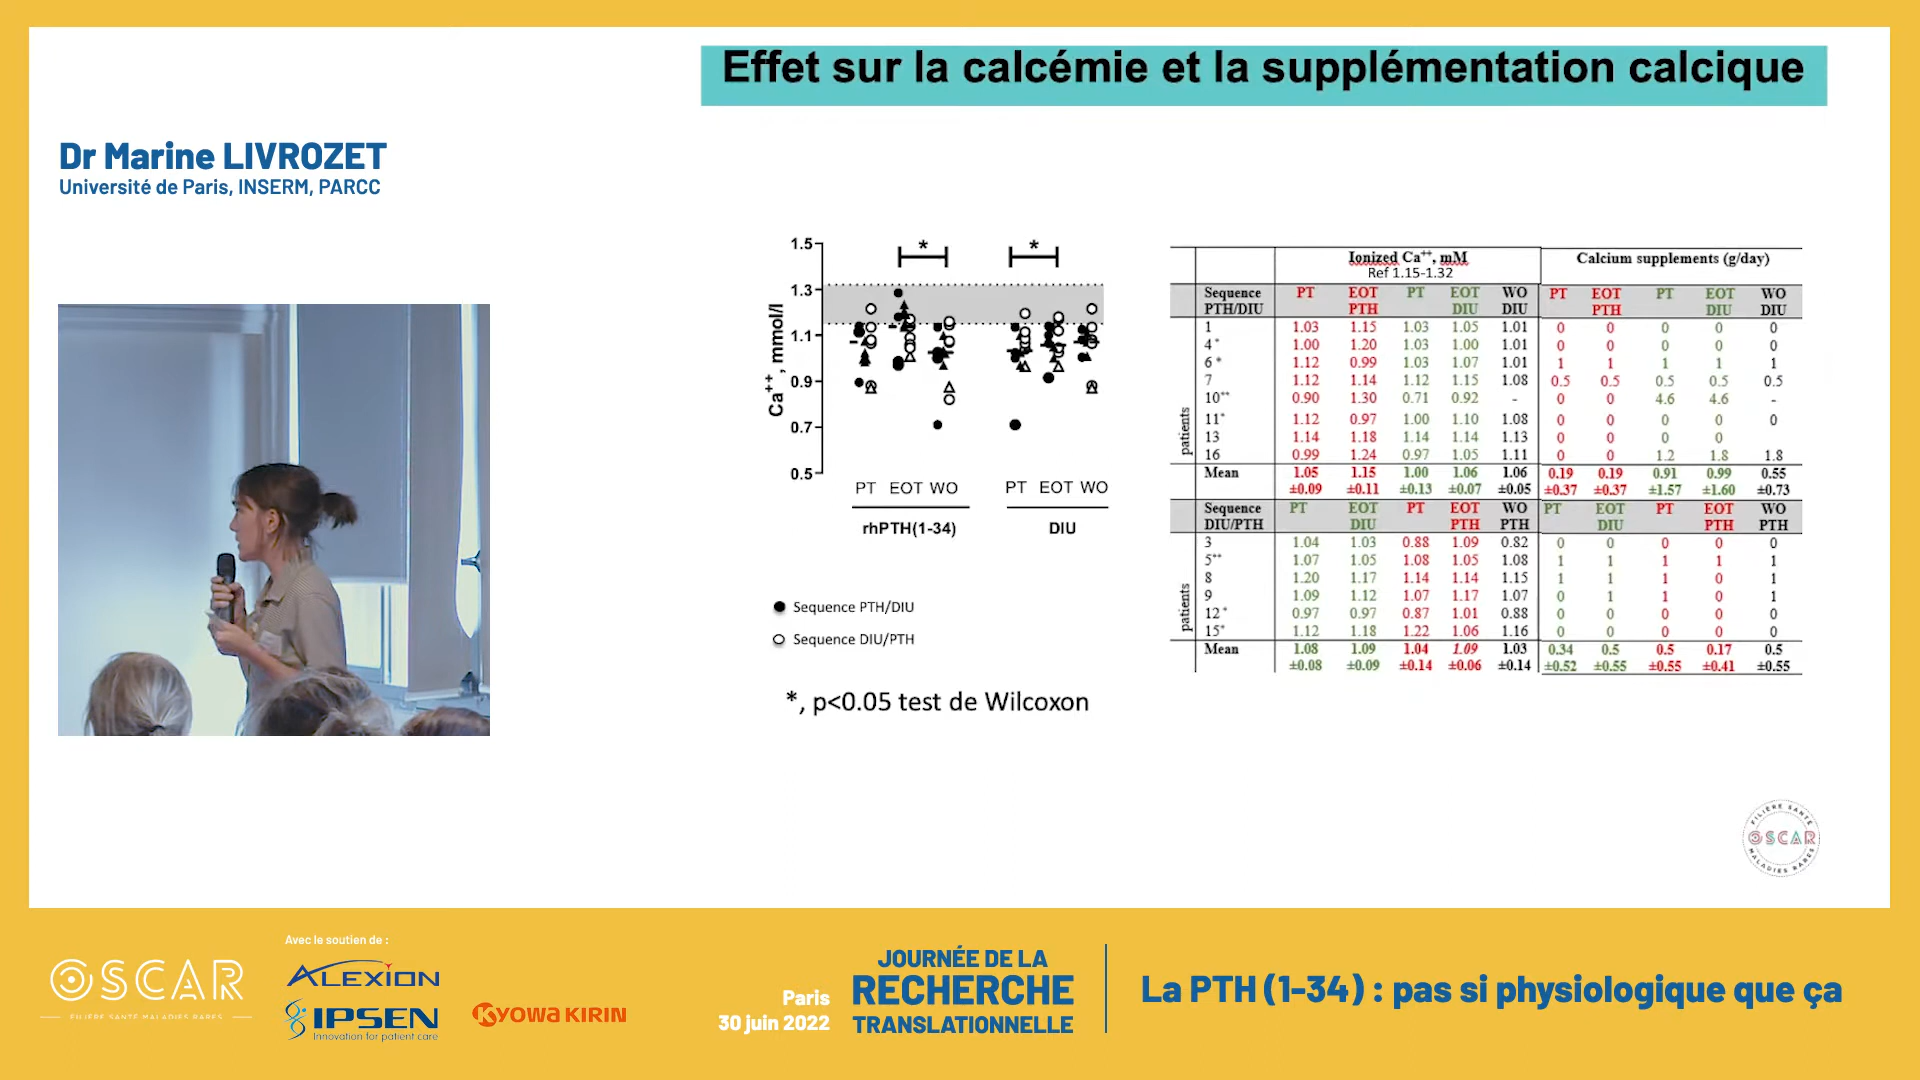 Effet sur la calcémie et la supplémentation calcique
Dr Marine LIVROZET
Université de Paris, INSERM, PARCC
Ca⁺⁺, mmol/l
1.5
1.3
1.1
0.9
0.7
0.5
* *
PT EOT WO PT EOT WO
rhPTH(1-34) DIU
● Sequence PTH/DIU
○ Sequence DIU/PTH
*, p<0.05 test de Wilcoxon
Ionized Ca⁺⁺, mM Calcium supplements (g/day)
Ref 1.15-1.32
Sequence PT EOT PT EOT WO PT EOT PT EOT WO
PTH/DIU PTH DIU DIU PTH DIU DIU
patients
1 1.03 1.15 1.03 1.05 1.01 0 0 0 0 0
4* 1.00 1.20 1.03 1.00 1.01 0 0 0 0 0
6* 1.12 0.99 1.03 1.07 1.01 1 1 1 1 1
7 1.12 1.14 1.12 1.15 1.08 0.5 0.5 0.5 0.5 0.5
10** 0.90 1.30 0.71 0.92 - 0 0 4.6 4.6 -
11* 1.12 0.97 1.00 1.10 1.08 0 0 0 0 0
13 1.14 1.18 1.14 1.14 1.13 0 0 0 0
16 0.99 1.24 0.97 1.05 1.11 0 0 1.2 1.8 1.8
Mean 1.05 1.15 1.00 1.06 1.06 0.19 0.19 0.91 0.99 0.55
±0.09 ±0.11 ±0.13 ±0.07 ±0.05 ±0.37 ±0.37 ±1.57 ±1.60 ±0.73
Sequence PT EOT PT EOT WO PT EOT PT EOT WO
DIU/PTH DIU PTH PTH DIU PTH PTH
patients
3 1.04 1.03 0.88 1.09 0.82 0 0 0 0 0
5** 1.07 1.05 1.08 1.05 1.08 1 1 1 1 1
8 1.20 1.17 1.14 1.14 1.15 1 1 1 0 1
9 1.09 1.12 1.07 1.17 1.07 0 1 1 0 1
12* 0.97 0.97 0.87 1.01 0.88 0 0 0 0 0
15* 1.12 1.18 1.22 1.06 1.16 0 0 0 0 0
Mean 1.08 1.09 1.04 1.09 1.03 0.34 0.5 0.5 0.17 0.5
±0.08 ±0.09 ±0.14 ±0.06 ±0.14 ±0.52 ±0.55 ±0.55 ±0.41 ±0.55
FILIÈRE SANTÉ
OSCAR
MALADIES RARES
OSCAR
FILIÈRE SANTÉ MALADIES RARES
Avec le soutien de :
ALEXION
IPSEN
Innovation for patient care
KYOWA KIRIN
Paris
30 juin 2022
JOURNÉE DE LA
RECHERCHE
TRANSLATIONNELLE
La PTH (1-34) : pas si physiologique que ça